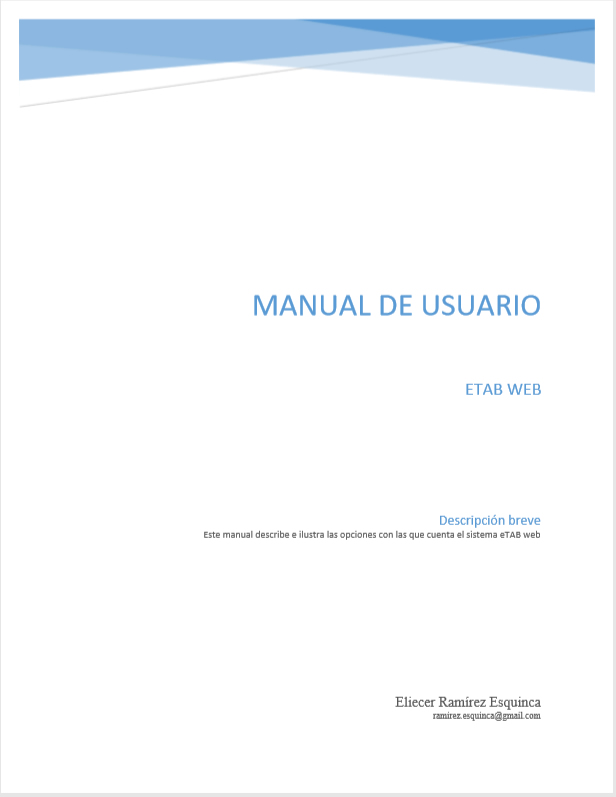 MANUAL DE USUARIO
ETAB WEB
Descripción breve
Este manual describe e ilustra las opciones con las que cuenta el sistema eTAB web
Eliecer Ramírez Esquinca
ramirez.esquinca@gmail.com